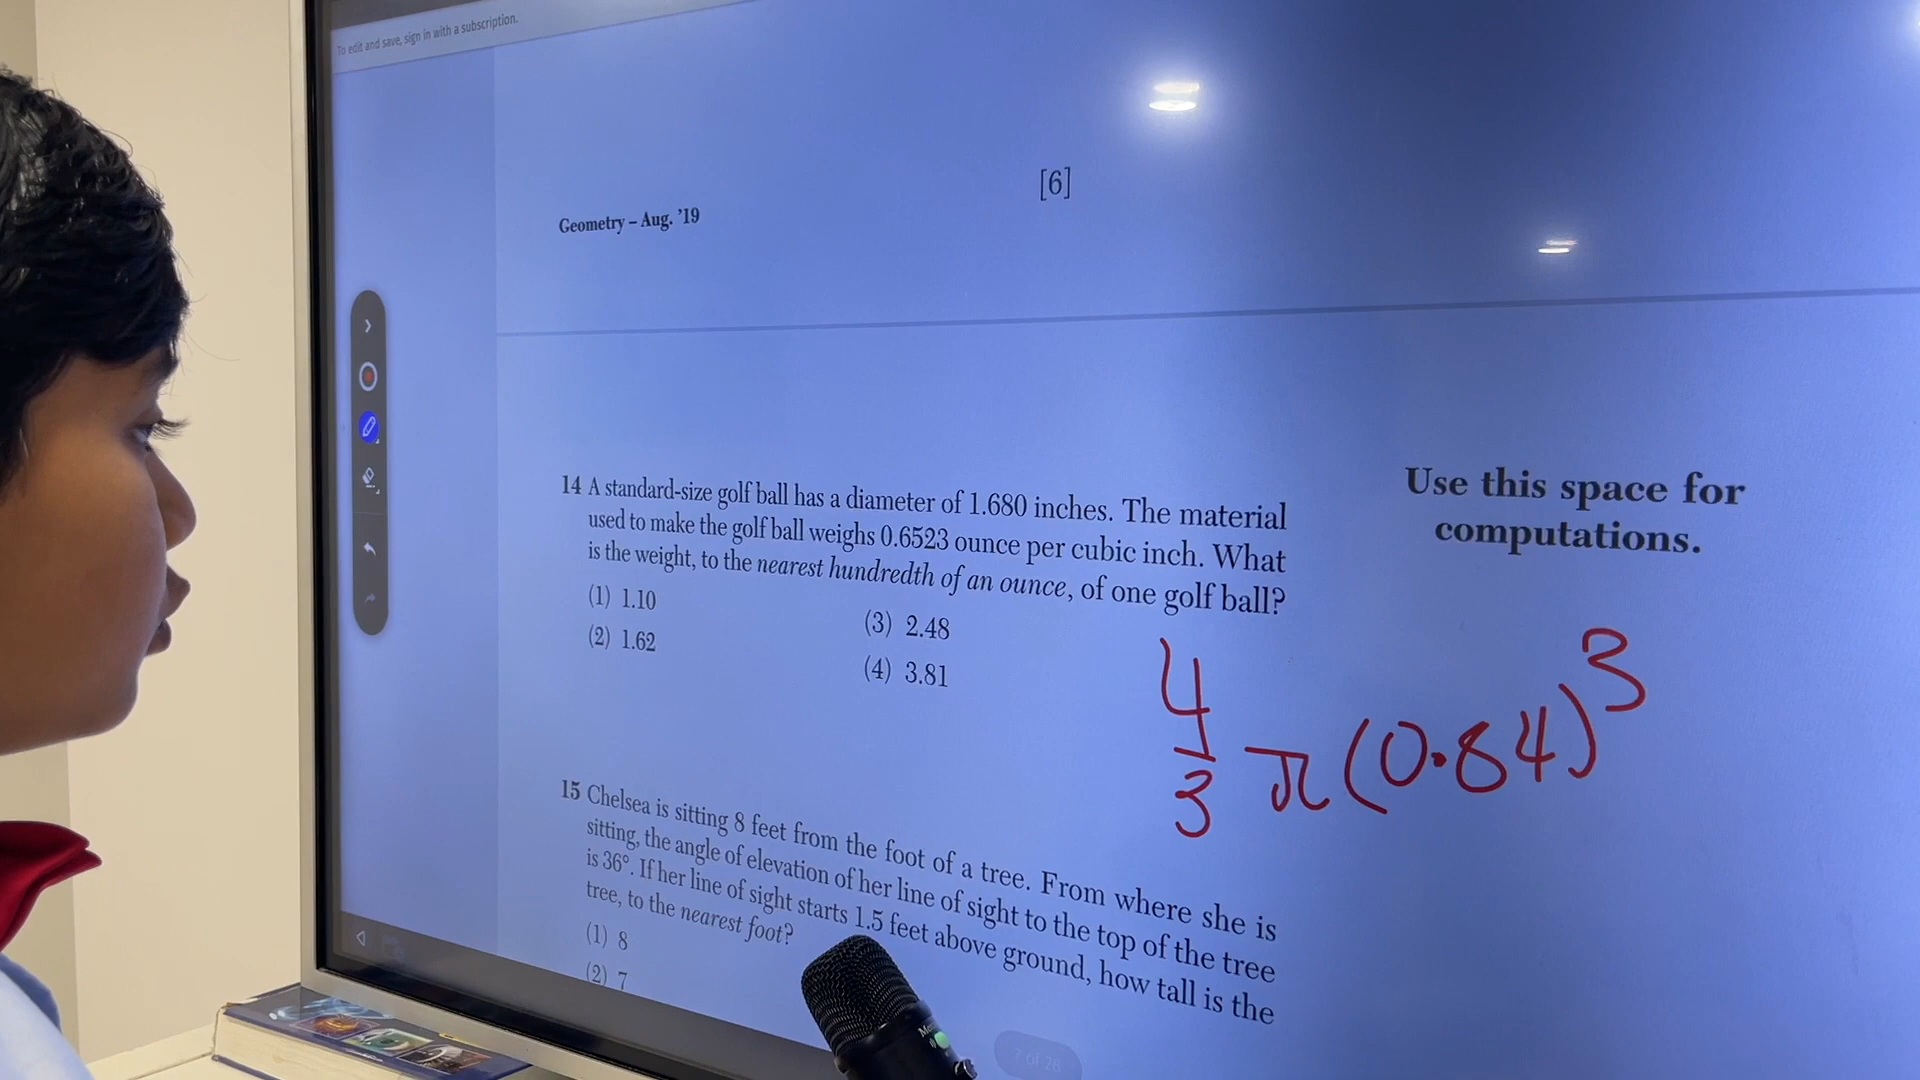 To edit and save, sign in with a subscription.
[6]
Geometry – Aug. ’19
Use this space for
computations.
14 A standard-size golf ball has a diameter of 1.680 inches. The material
used to make the golf ball weighs 0.6523 ounce per cubic inch. What
is the weight, to the nearest hundredth of an ounce, of one golf ball?
(1) 1.10
(2) 1.62
(3) 2.48
(4) 3.81
4/3 π(0.84)³
15 Chelsea is sitting 8 feet from the foot of a tree. From where she is
sitting, the angle of elevation of her line of sight to the top of the tree
is 36°. If her line of sight starts 1.5 feet above ground, how tall is the
tree, to the nearest foot?
(1) 8
(2) 7
7 of 28